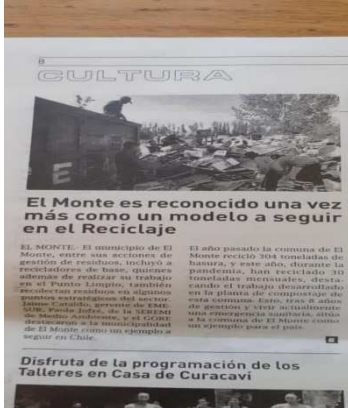 8
CULTURA
E
El Monte es reconocido una vez
más como un modelo a seguir
en el Reciclaje
EL MONTE.- El municipio de El
Monte, entre sus acciones de
gestión de residuos, incluyó a
recicladores de base, quienes
además de realizar su trabajo
en el Punto Limpio, también
recolectan residuos en algunos
puntos estratégicos del sector.
Jaime Cataldo, gerente de EME-
SUR, Farda Jofré, de la SEREMI
de Medio Ambiente, y el GORE
destacaron a la municipalidad
de El Monte como un ejemplo a
seguir en Chile.
El año pasado la comuna de El
Monte recicló 304 toneladas de
basura, y este año, durante la
pandemia, han reciclado 30
toneladas mensuales, desta-
cando el trabajo desarrollado
en la planta de compostaje de
esta comuna. Esto, tras 8 años
de gestión y vivir actualmente
una emergencia sanitaria, sitúa
a la comuna de El Monte como
un ejemplo para el país.
Disfruta de la programación de los
Talleres en Casa de Curacaví